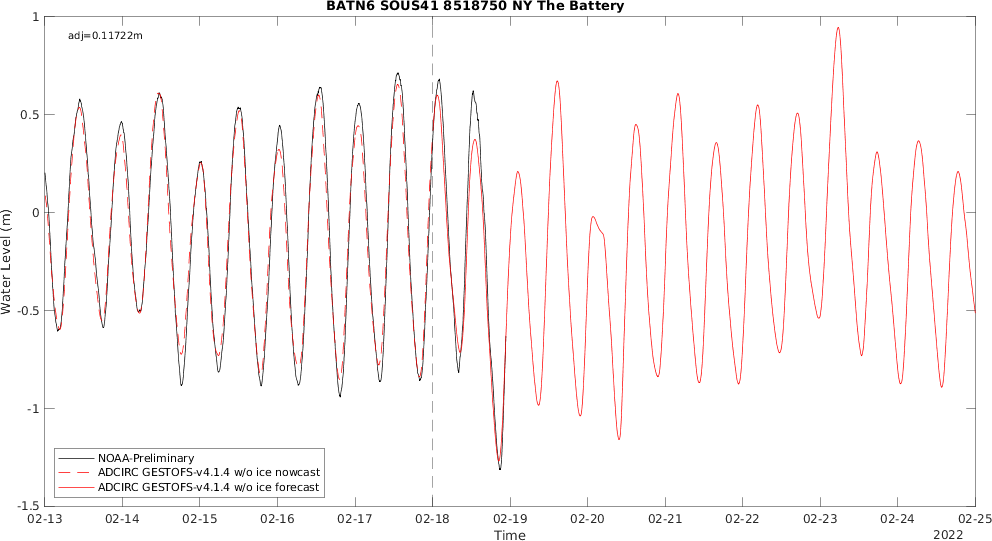 BATN6 SOUS41 8518750 NY The Battery
adj=0.11722m
Water Level (m)
1
0.5
0
-0.5
-1
-1.5
NOAA-Preliminary
ADCIRC GESTOFS-v4.1.4 w/o ice nowcast
ADCIRC GESTOFS-v4.1.4 w/o ice forecast
02-13 02-14 02-15 02-16 02-17 02-18 02-19 02-20 02-21 02-22 02-23 02-24 02-25
Time
2022